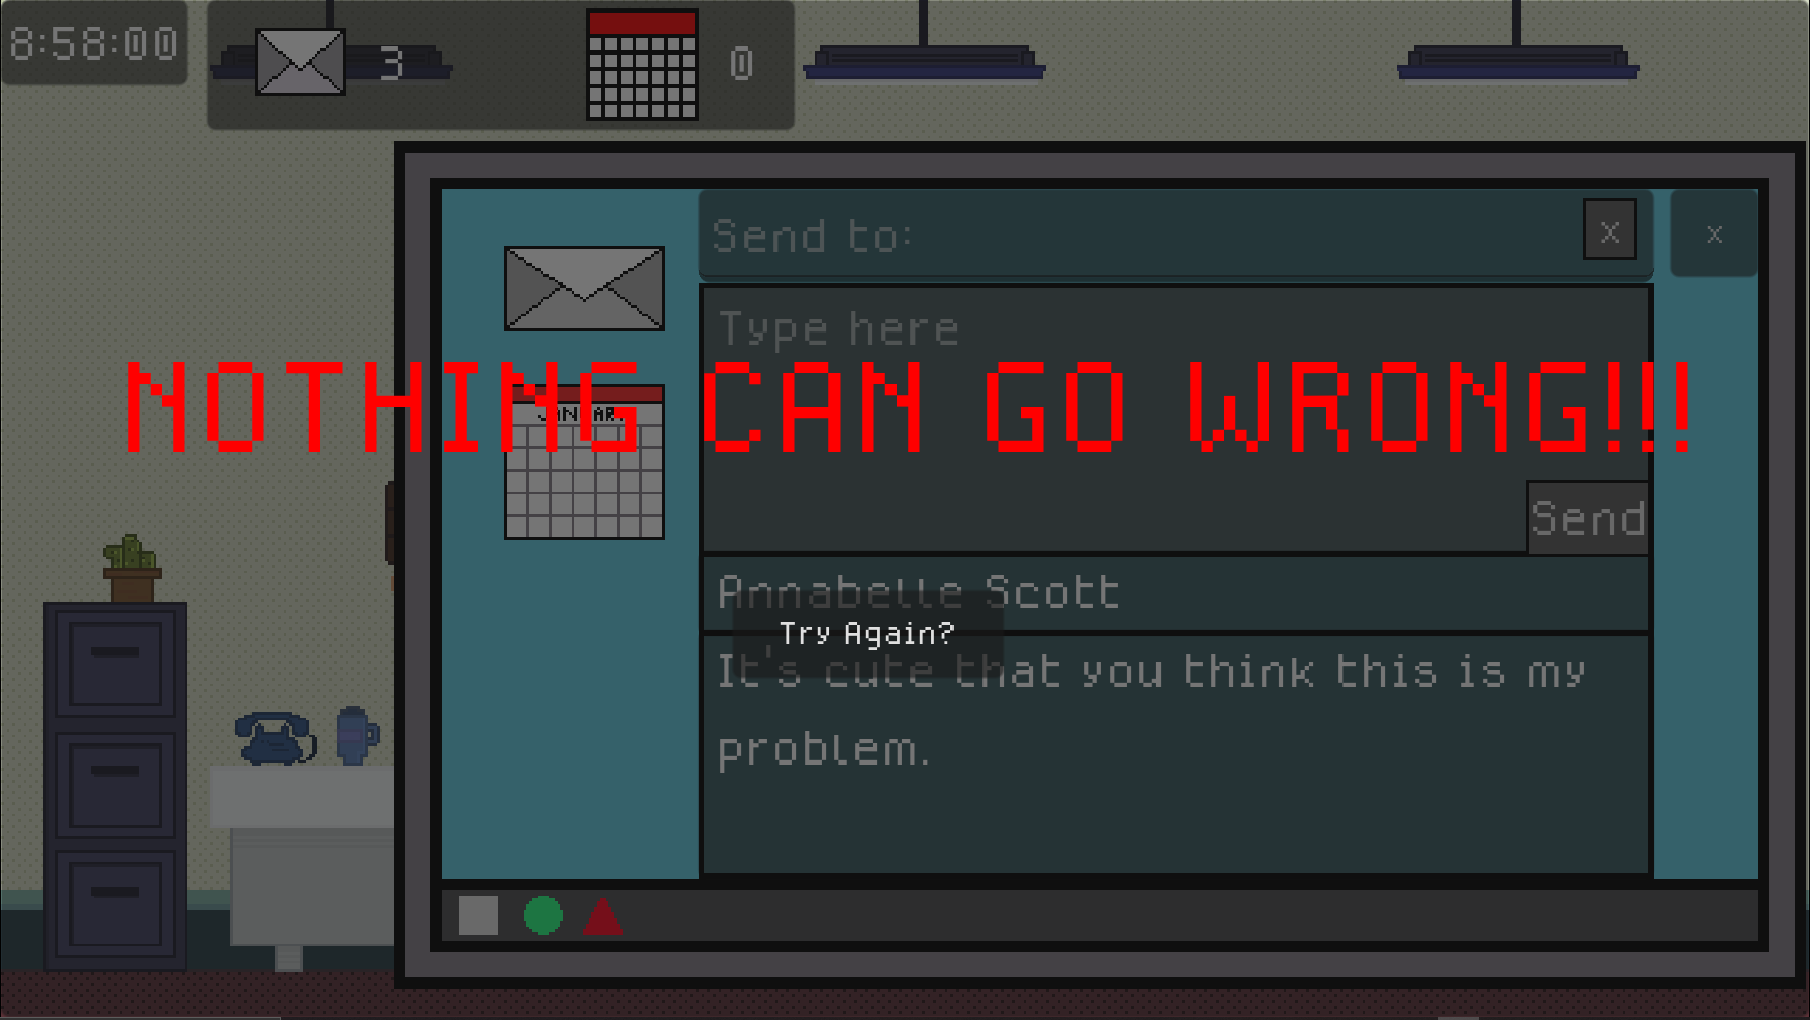 8:58:00
3
0
Send to:
x
x
Type here
NOTHING CAN GO WRONG!!!
JANUARY
Send
Annabelle Scott
Try Again?
It's cute that you think this is my
problem.